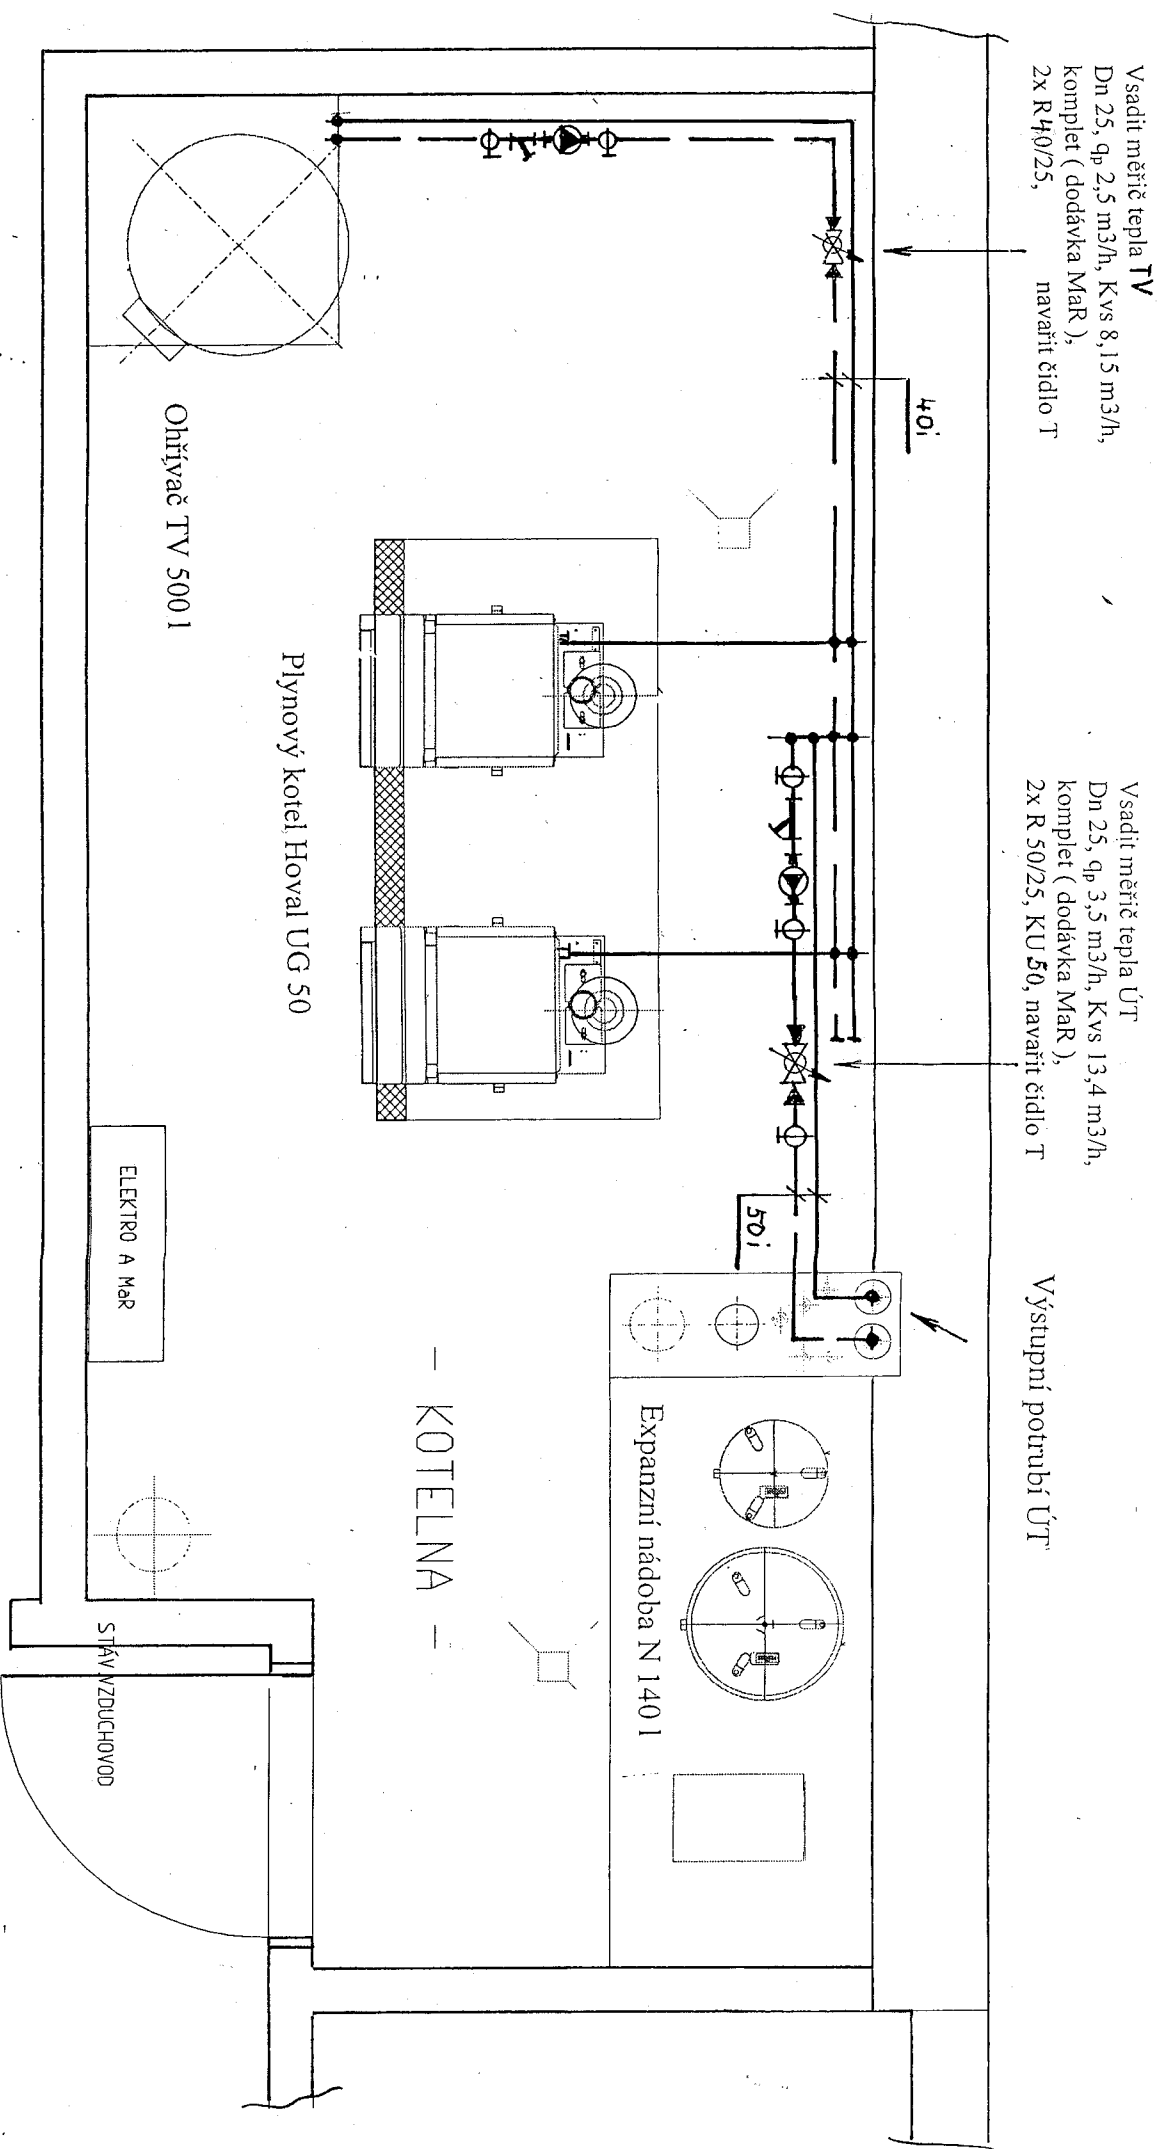 Vsadit měřič tepla TV
Dn 25, qp 2,5 m3/h, Kvs 8,15 m3/h,
komplet ( dodávka MaR ),
2x R40/25, navařit čidlo T
40i
Vsadit měřič tepla ÚT
Dn 25, qp 3,5 m3/h, Kvs 13,4 m3/h,
komplet ( dodávka MaR ),
2x R 50/25, KU 50, navařit čidlo T
50i
Výstupní potrubí ÚT
Ohřívač TV 500 l
Plynový kotel Hoval UG 50
Expanzní nádoba N 140 l
- KOTELNA -
ELEKTRO A MaR
STÁV.VZDUCHOVOD